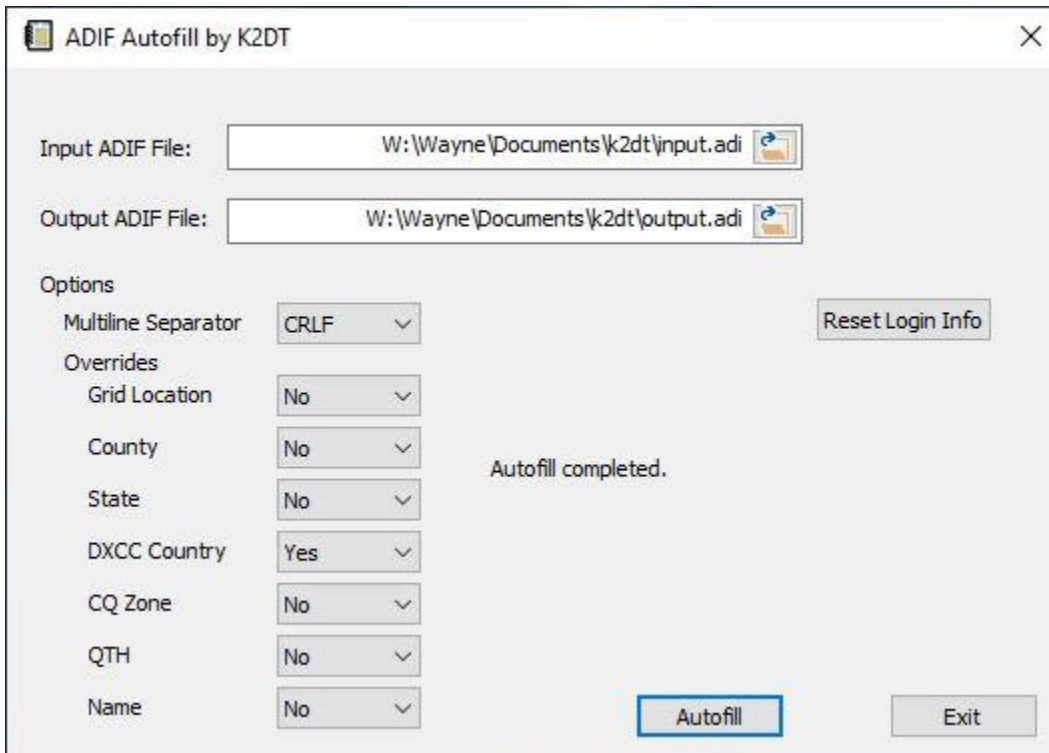 ADIF Autofill by K2DT
Input ADIF File: W:\Wayne\Documents\k2dt\input.adi
Output ADIF File: W:\Wayne\Documents\k2dt\output.adi
Options
Multiline Separator CRLF Reset Login Info
Overrides
Grid Location No
County No
Autofill completed.
State No
DXCC Country Yes
CQ Zone No
QTH No
Name No
Autofill Exit